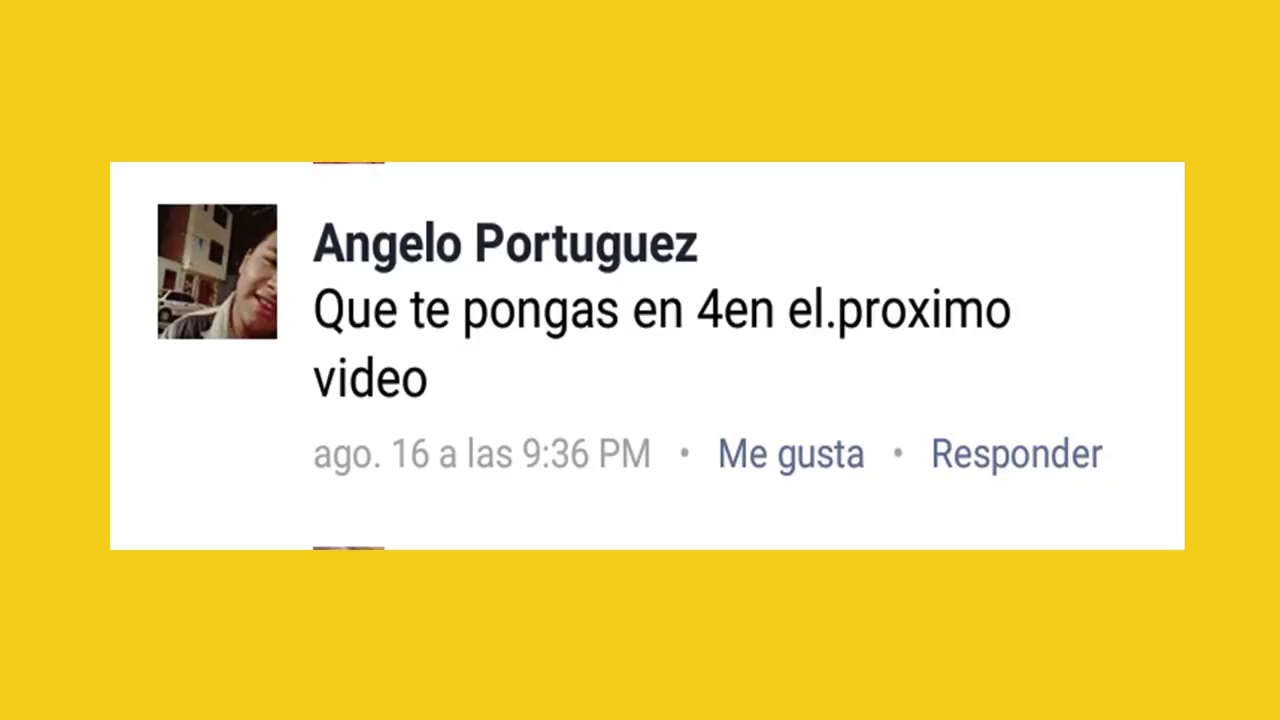 Angelo Portuguez
Que te pongas en 4en el.proximo
video
ago. 16 a las 9:36 PM • Me gusta • Responder